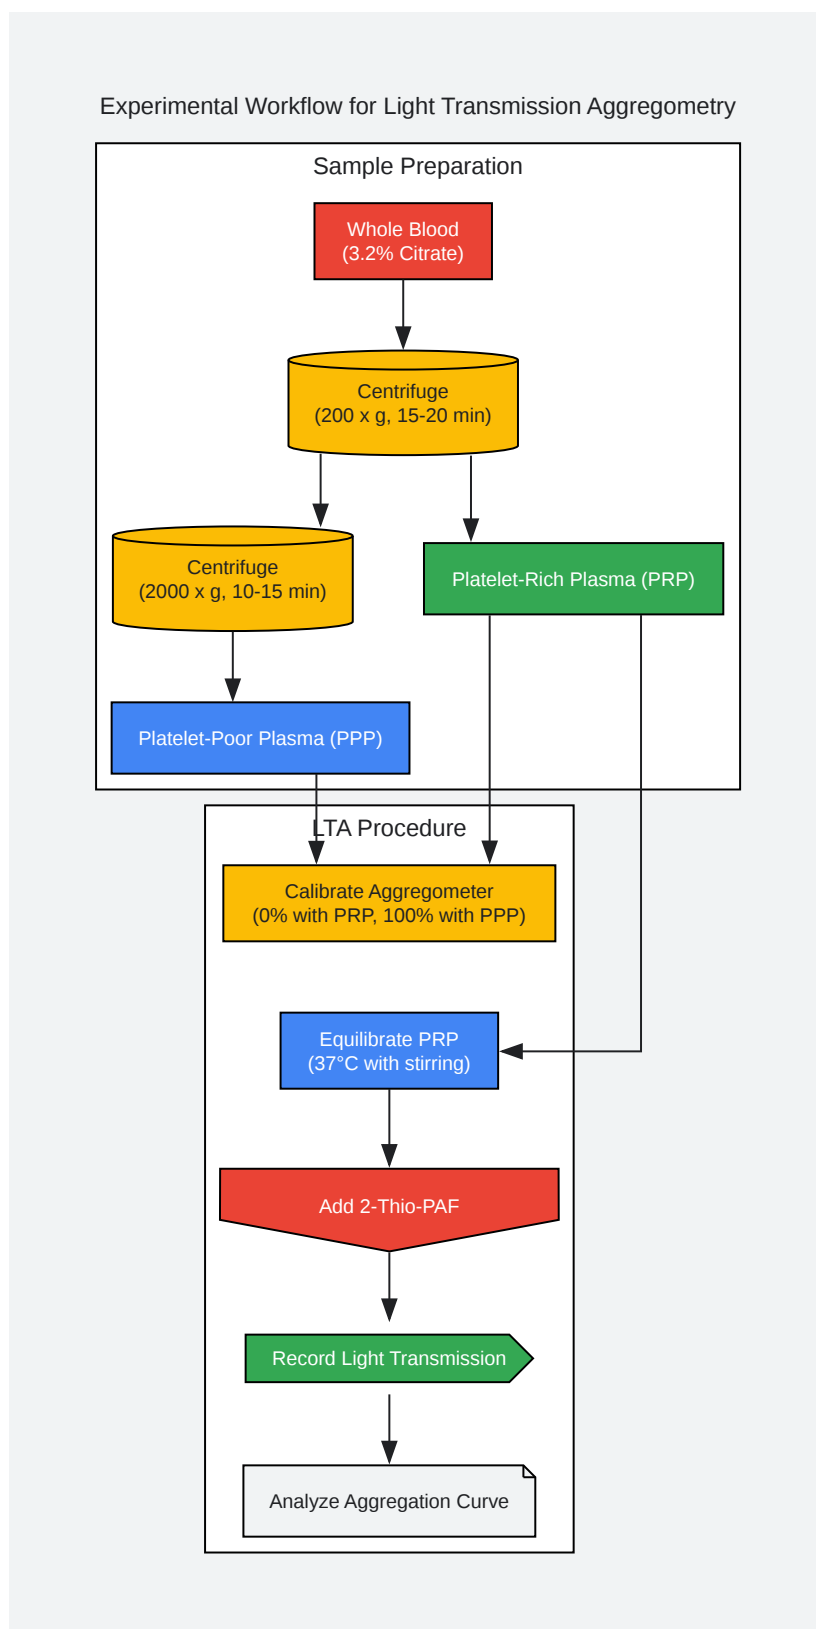 Experimental Workflow for Light Transmission Aggregometry
Sample Preparation
Whole Blood
(3.2% Citrate)
Centrifuge
(200 x g, 15-20 min)
Centrifuge
(2000 x g, 10-15 min)
Platelet-Rich Plasma (PRP)
Platelet-Poor Plasma (PPP)
LTA Procedure
Calibrate Aggregometer
(0% with PRP, 100% with PPP)
Equilibrate PRP
(37°C with stirring)
Add 2-Thio-PAF
Record Light Transmission
Analyze Aggregation Curve